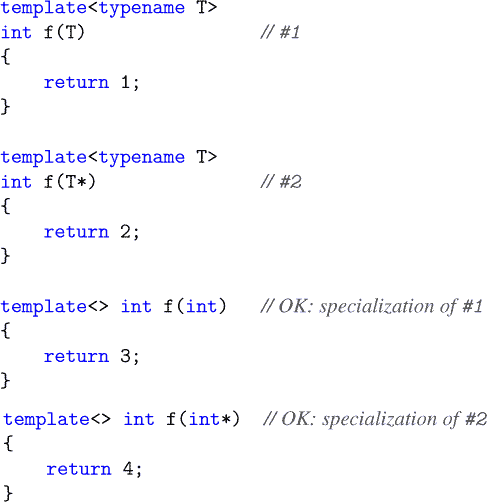 template<typename T>
int f(T) // #1
{
return 1;
}
template<typename T>
int f(T*) // #2
{
return 2;
}
template<> int f(int) // OK: specialization of #1
{
return 3;
}
template<> int f(int*) // OK: specialization of #2
{
return 4;
}